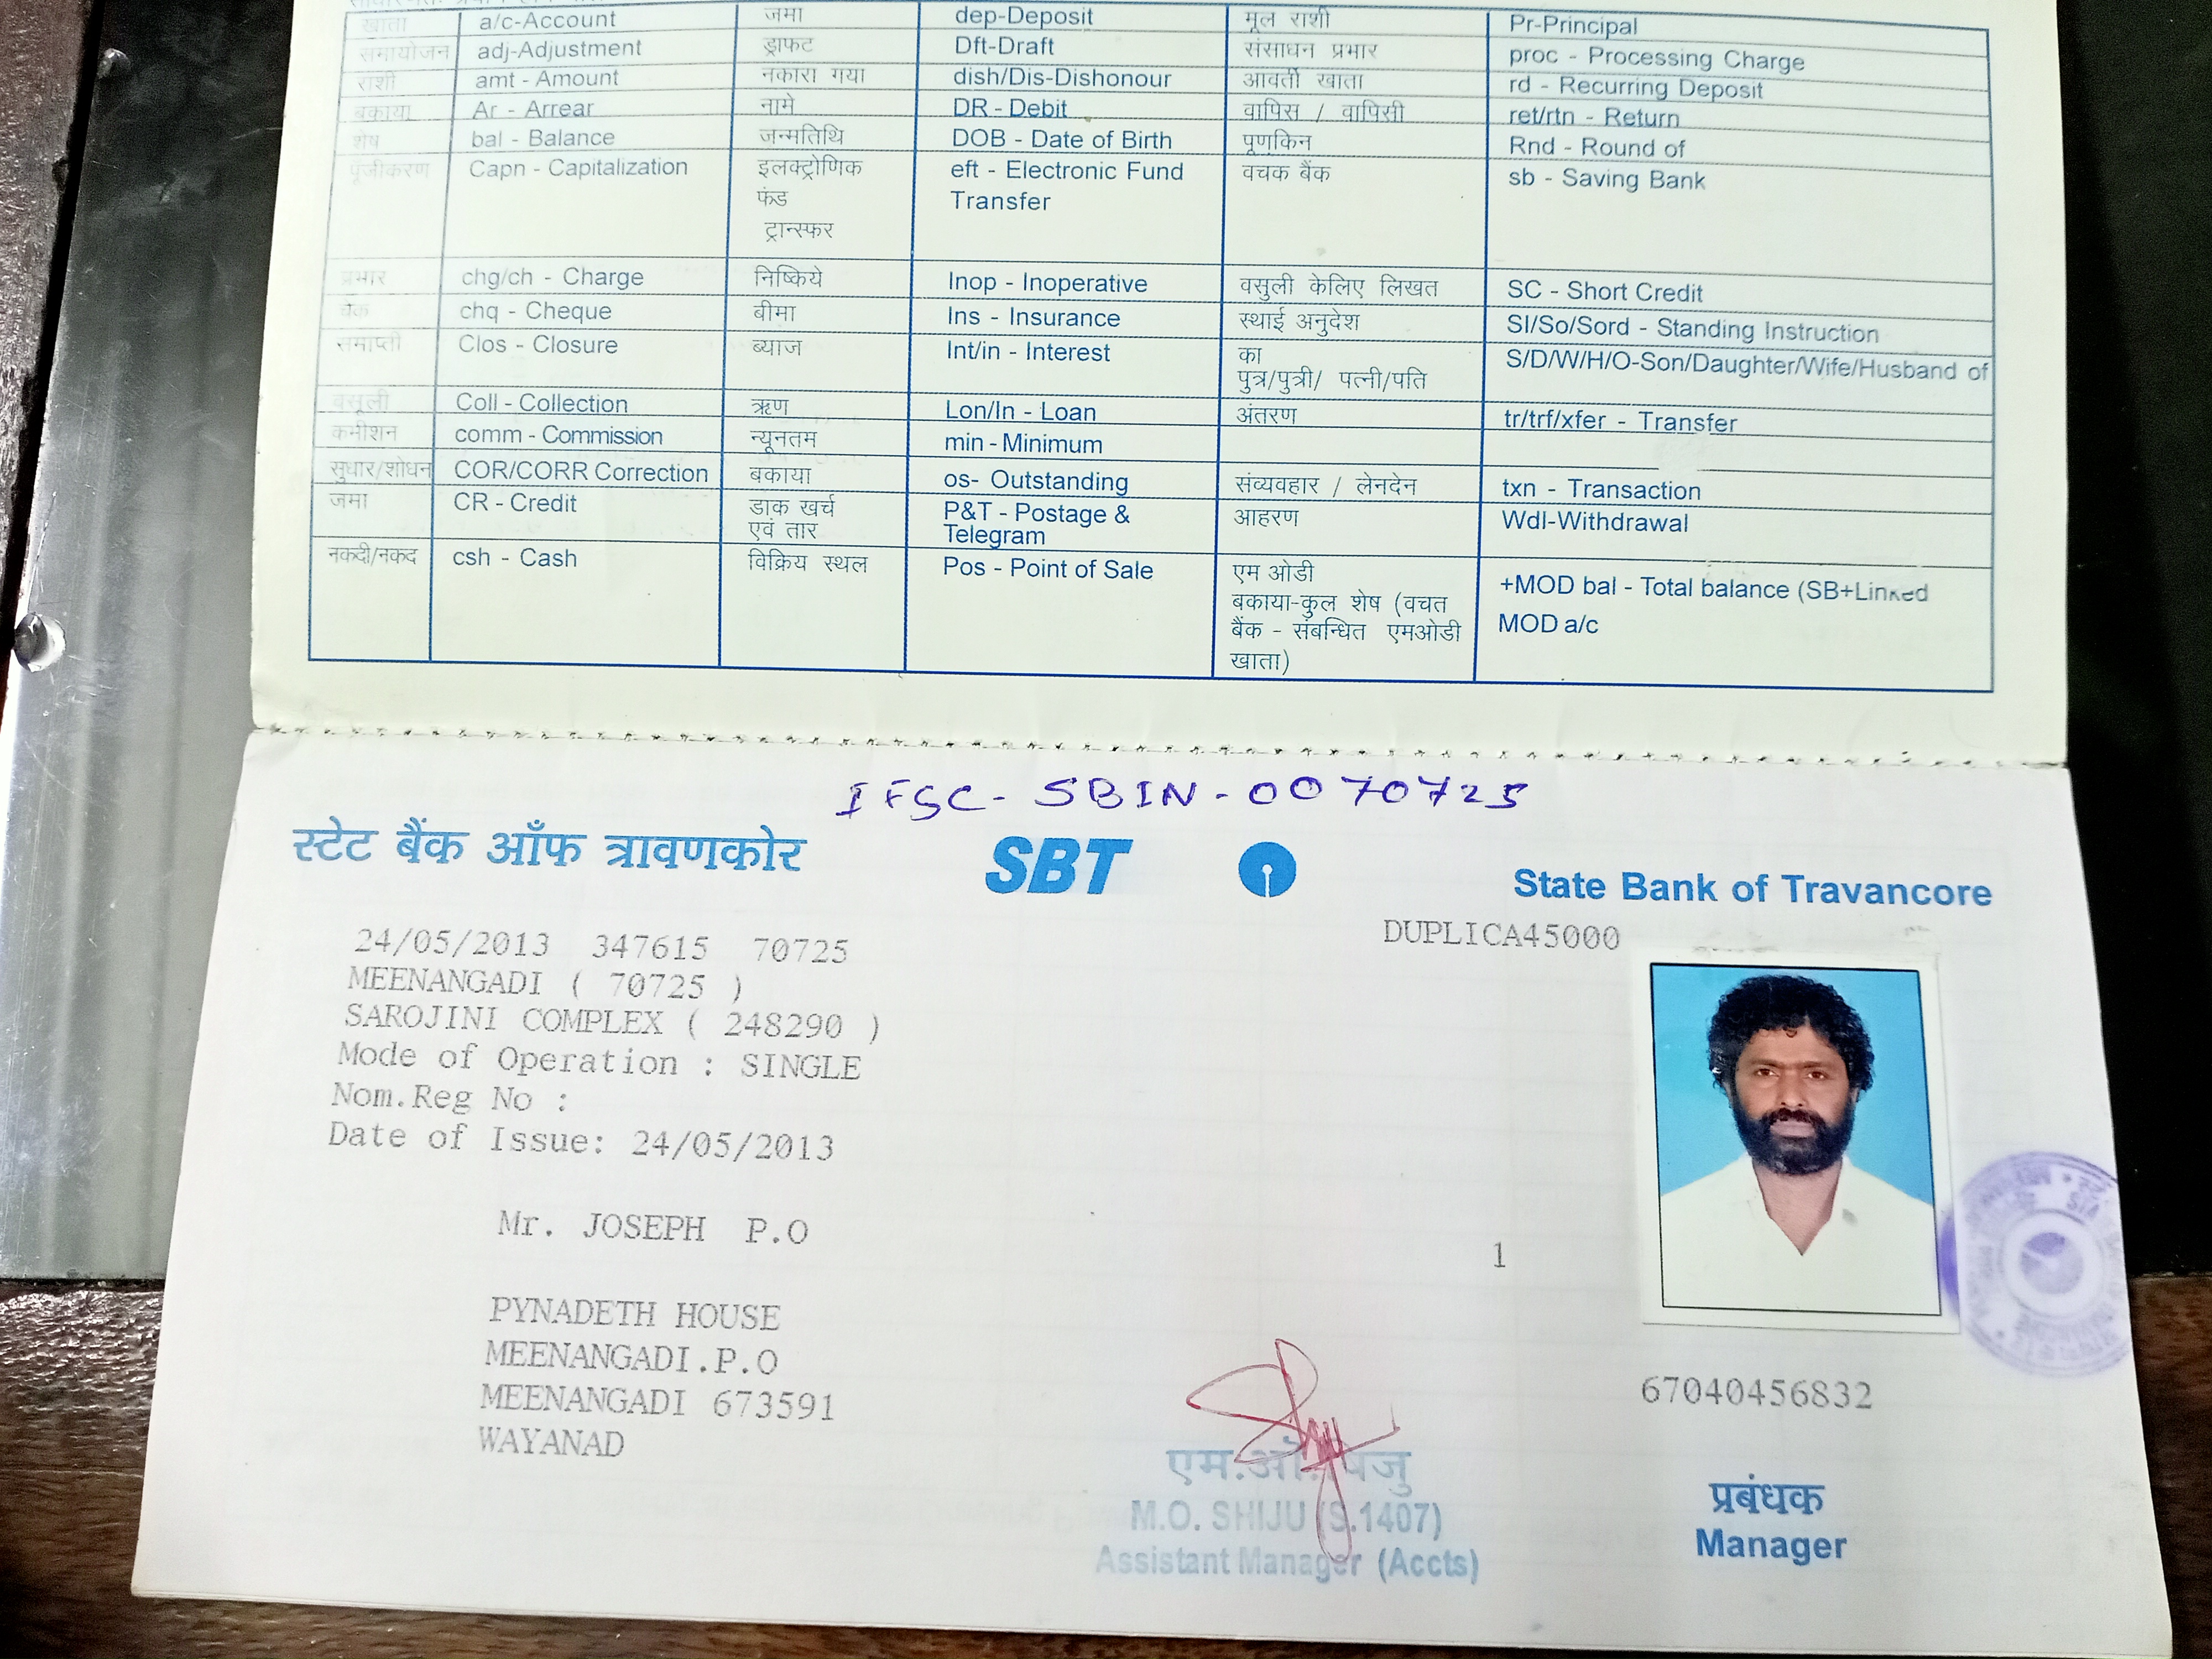 खाता a/c-Account जमा dep-Deposit मूल राशी Pr-Principal
समायोजन adj-Adjustment ड्राफट Dft-Draft संसाधन प्रभार proc - Processing Charge
राशी amt - Amount नकारा गया dish/Dis-Dishonour आवर्ती खाता rd - Recurring Deposit
बकाया Ar - Arrear नामे DR - Debit वापिस / वापिसी ret/rtn - Return
शेष bal - Balance जन्मतिथि DOB - Date of Birth पूणकिन Rnd - Round of
पूंजीकरण Capn - Capitalization इलक्ट्रोणिक eft - Electronic Fund वचक बैंक sb - Saving Bank
फंड Transfer
ट्रान्स्फर
प्रभार chg/ch - Charge निष्किये Inop - Inoperative वसुली केलिए लिखत SC - Short Credit
चेक chq - Cheque बीमा Ins - Insurance स्थाई अनुदेश SI/So/Sord - Standing Instruction
समाप्ती Clos - Closure ब्याज Int/in - Interest का S/D/W/H/O-Son/Daughter/Wife/Husband of
पुत्र/पुत्री/ पत्नी/पति
वसूली Coll - Collection ऋण Lon/In - Loan अंतरण tr/trf/xfer - Transfer
कमीशन comm - Commission न्यूनतम min - Minimum
सुधार/शोधन COR/CORR Correction बकाया os- Outstanding संव्यवहार / लेनदेन txn - Transaction
जमा CR - Credit डाक खर्च P&T - Postage & आहरण Wdl-Withdrawal
एवं तार Telegram
नकदी/नकद csh - Cash विक्रिय स्थल Pos - Point of Sale एम ओडी +MOD bal - Total balance (SB+Linked
बकाया-कुल शेष (वचत MOD a/c
बैंक - संबन्धित एमओडी
खाता)
IFSC- SBIN-0070725
स्टेट बैंक ऑफ त्रावणकोर SBT State Bank of Travancore
DUPLICA45000
24/05/2013 347615 70725
MEENANGADI ( 70725 )
SAROJINI COMPLEX ( 248290 )
Mode of Operation : SINGLE
Nom.Reg No :
Date of Issue: 24/05/2013
Mr. JOSEPH P.O
1
PYNADETH HOUSE
MEENANGADI.P.O
MEENANGADI 673591
WAYANAD
67040456832
एम.ओ.
M.O. SHIJU (S.1407)
Assistant Manager (Accts)
प्रबंधक
Manager